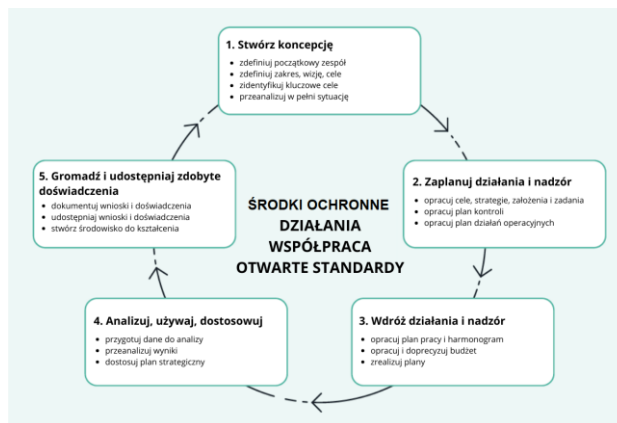 1. Stwórz koncepcję
• zdefiniuj początkowy zespół
• zdefiniuj zakres, wizję, cele
• zidentyfikuj kluczowe cele
• przeanalizuj w pełni sytuację
2. Zaplanuj działania i nadzór
• opracuj cele, strategie, założenia i zadania
• opracuj plan kontroli
• opracuj plan działań operacyjnych
3. Wdróż działania i nadzór
• opracuj plan pracy i harmonogram
• opracuj i doprecyzuj budżet
• zrealizuj plany
4. Analizuj, używaj, dostosowuj
• przygotuj dane do analizy
• przeanalizuj wyniki
• dostosuj plan strategiczny
5. Gromadź i udostępniaj zdobyte
doświadczenia
• dokumentuj wnioski i doświadczenia
• udostępniaj wnioski i doświadczenia
• stwórz środowisko do kształcenia
ŚRODKI OCHRONNE
DZIAŁANIA
WSPÓŁPRACA
OTWARTE STANDARDY